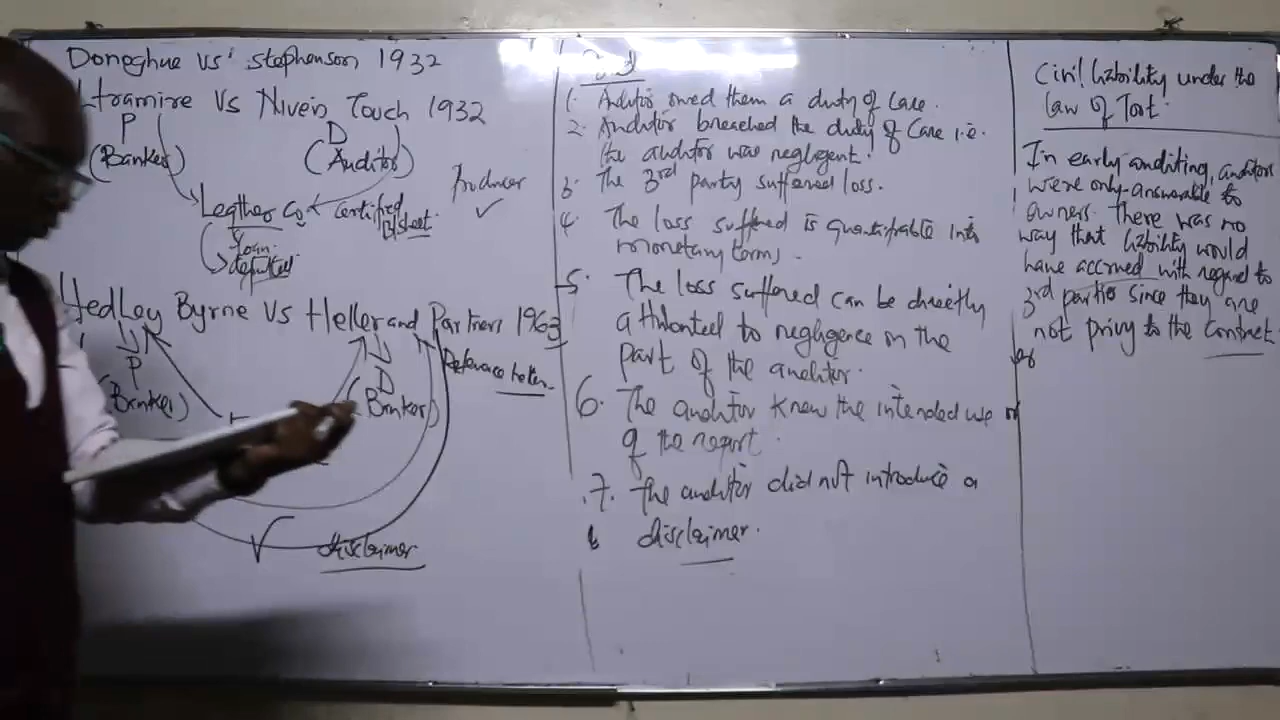 Doneghue vs' stephenson 1932
Ltramire Vs Niven Touch 1932
P
D
(Banker)
(Auditor)
Leather Co
certified
B/sheet.
Producer
Loan
defaulted
Hedley Byrne vs Heller and Partners 1963
P
(Banker)
D
(Banker)
Reference letter
disclaimer
1. Auditor owed them a duty of Care.
2. Auditor breached the duty of Care i.e.
the auditor was negligent.
3. The 3rd party suffered loss.
4. The loss suffered is quantifiable into
monetary terms.
5. The loss suffered can be directly
attributed to negligence on the
part of the auditor.
6. The auditor knew the intended use
of the report.
7. The auditor did not introduce a
disclaimer.
Civil liability under the
law of Tort.
In early auditing, auditors
were only answerable to
owners. There was no
way that liability would
have accrued with regard to
3rd parties since they are
not privy to the contract